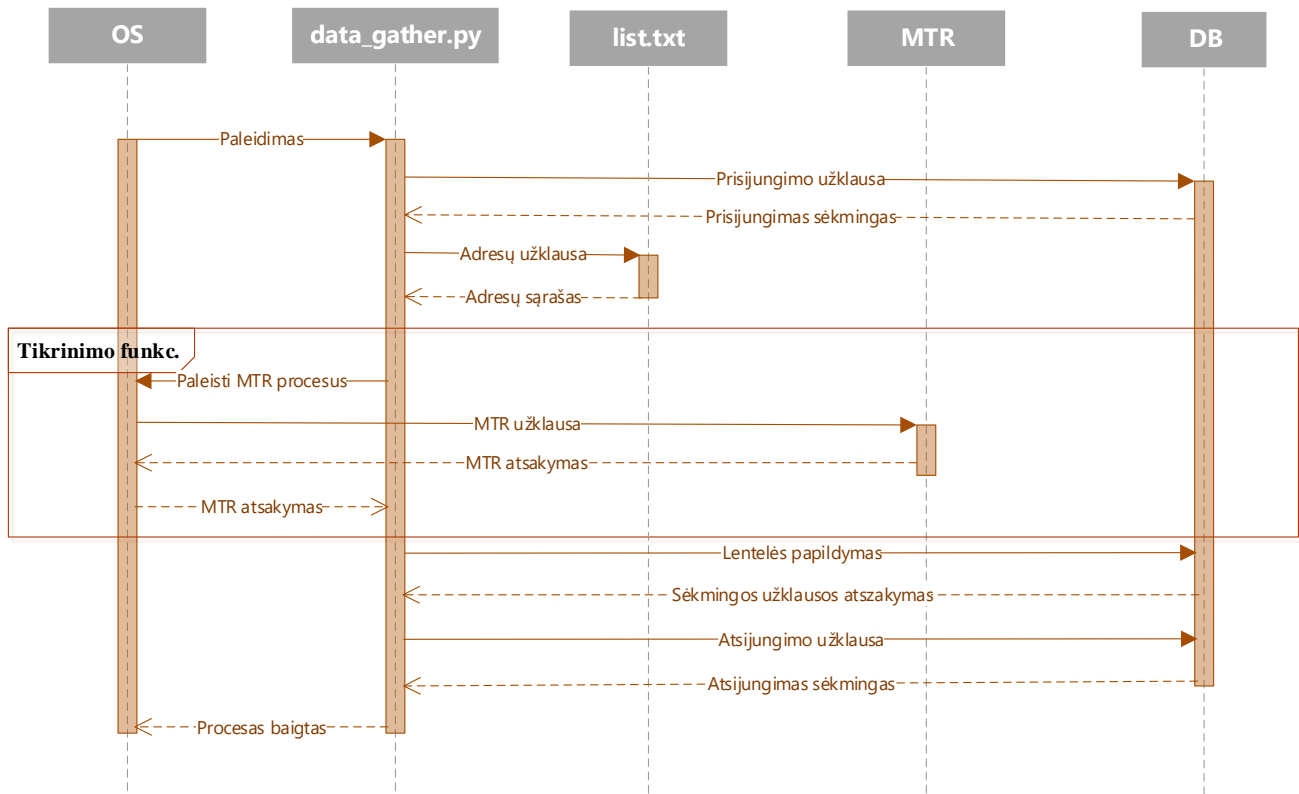 OS
data_gather.py
list.txt
MTR
DB
Paleidimas
Prisijungimo užklausa
Prisijungimas sėkmingas
Adresų užklausa
Adresų sąrašas
Tikrinimo funkc.
Paleisti MTR procesus
MTR užklausa
MTR atsakymas
MTR atsakymas
Lentelės papildymas
Sėkmingos užklausos atszakymas
Atsijungimo užklausa
Atsijungimas sėkmingas
Procesas baigtas